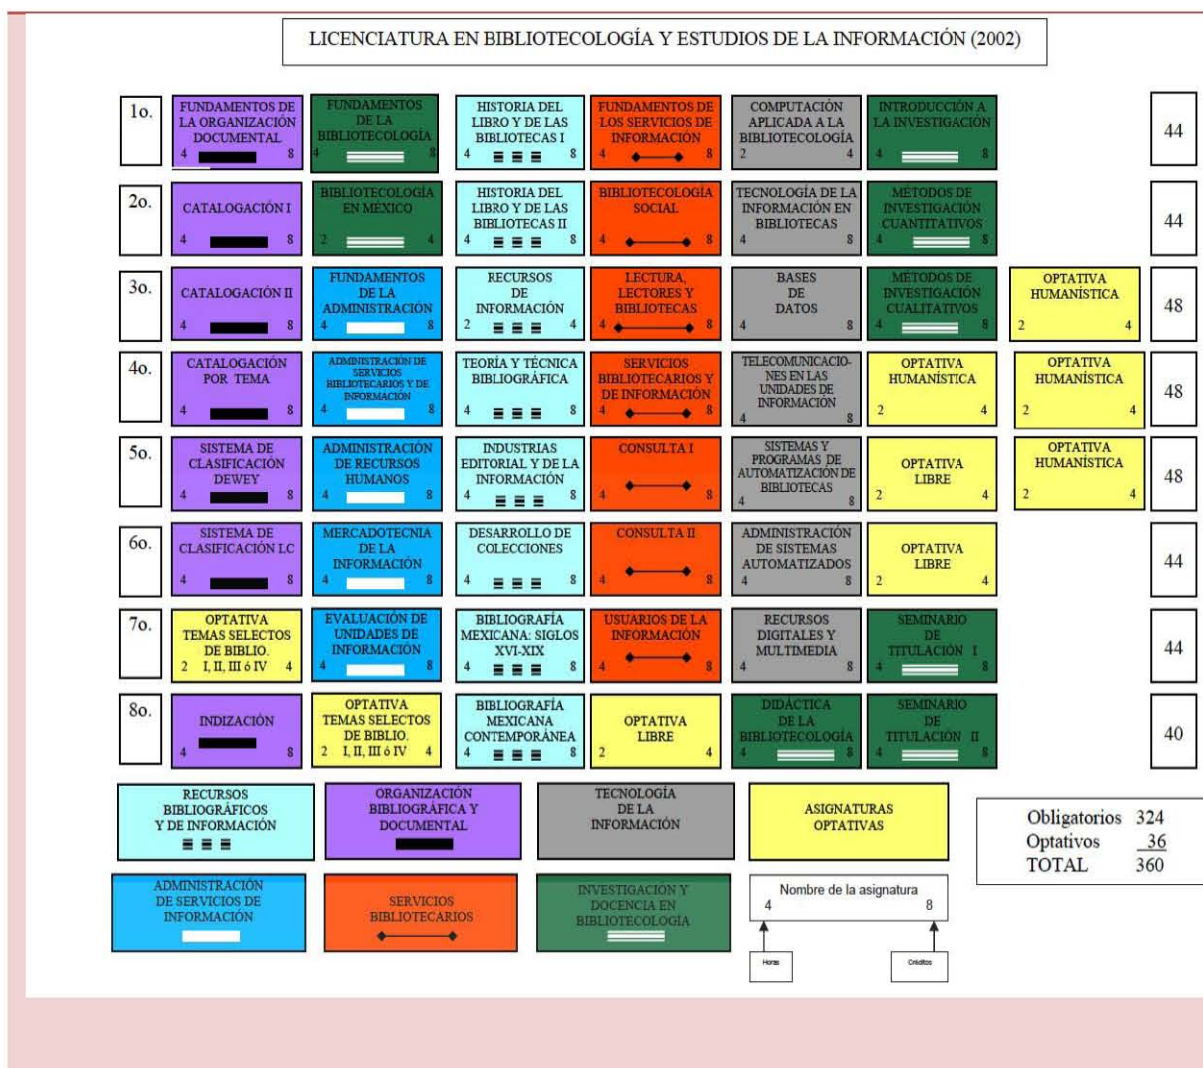 LICENCIATURA EN BIBLIOTECOLOGÍA Y ESTUDIOS DE LA INFORMACIÓN (2002)
1o.
FUNDAMENTOS DE
LA ORGANIZACIÓN
DOCUMENTAL
4 8
FUNDAMENTOS
DE LA
BIBLIOTECOLOGÍA
4 8
HISTORIA DEL
LIBRO Y DE LAS
BIBLIOTECAS I
4 8
FUNDAMENTOS DE
LOS SERVICIOS DE
INFORMACIÓN
4 8
COMPUTACIÓN
APLICADA A LA
BIBLIOTECOLOGÍA
2 4
INTRODUCCIÓN A
LA INVESTIGACIÓN
4 8
44
2o.
CATALOGACIÓN I
4 8
BIBLIOTECOLOGÍA
EN MÉXICO
2 4
HISTORIA DEL
LIBRO Y DE LAS
BIBLIOTECAS II
4 8
BIBLIOTECOLOGÍA
SOCIAL
4 8
TECNOLOGÍA DE LA
INFORMACIÓN EN
BIBLIOTECAS
4 8
MÉTODOS DE
INVESTIGACIÓN
CUANTITATIVOS
4 8
44
3o.
CATALOGACIÓN II
4 8
FUNDAMENTOS
DE LA
ADMINISTRACIÓN
4 8
RECURSOS
DE
INFORMACIÓN
2 4
LECTURA,
LECTORES Y
BIBLIOTECAS
4 8
BASES
DE
DATOS
4 8
MÉTODOS DE
INVESTIGACIÓN
CUALITATIVOS
4 8
OPTATIVA
HUMANÍSTICA
2 4
48
4o.
CATALOGACIÓN
POR TEMA
4 8
ADMINISTRACIÓN DE
SERVICIOS
BIBLIOTECARIOS Y DE
INFORMACIÓN
4 8
TEORÍA Y TÉCNICA
BIBLIOGRÁFICA
4 8
SERVICIOS
BIBLIOTECARIOS Y
DE INFORMACIÓN
4 8
TELECOMUNICACIO-
NES EN LAS
UNIDADES DE
INFORMACIÓN
4 8
OPTATIVA
HUMANÍSTICA
2 4
OPTATIVA
HUMANÍSTICA
2 4
48
5o.
SISTEMA DE
CLASIFICACIÓN
DEWEY
4 8
ADMINISTRACIÓN
DE RECURSOS
HUMANOS
4 8
INDUSTRIAS
EDITORIAL Y DE LA
INFORMACIÓN
4 8
CONSULTA I
4 8
SISTEMAS Y
PROGRAMAS DE
AUTOMATIZACIÓN DE
BIBLIOTECAS
4 8
OPTATIVA
LIBRE
2 4
OPTATIVA
HUMANÍSTICA
2 4
48
6o.
SISTEMA DE
CLASIFICACIÓN LC
4 8
MERCADOTECNIA
DE LA
INFORMACIÓN
4 8
DESARROLLO DE
COLECCIONES
4 8
CONSULTA II
4 8
ADMINISTRACIÓN
DE SISTEMAS
AUTOMATIZADOS
4 8
OPTATIVA
LIBRE
2 4
44
7o.
OPTATIVA
TEMAS SELECTOS
DE BIBLIO.
2 I, II, III ó IV 4
EVALUACIÓN DE
UNIDADES DE
INFORMACIÓN
4 8
BIBLIOGRAFÍA
MEXICANA: SIGLOS
XVI-XIX
4 8
USUARIOS DE LA
INFORMACIÓN
4 8
RECURSOS
DIGITALES Y
MULTIMEDIA
4 8
SEMINARIO
DE
TITULACIÓN I
4 8
44
8o.
INDIZACIÓN
4 8
OPTATIVA
TEMAS SELECTOS
DE BIBLIO.
2 I, II, III ó IV 4
BIBLIOGRAFÍA
MEXICANA
CONTEMPORÁNEA
4 8
OPTATIVA
LIBRE
2 4
DIDÁCTICA
DE LA
BIBLIOTECOLOGÍA
4 8
SEMINARIO
DE
TITULACIÓN II
4 8
40
RECURSOS
BIBLIOGRÁFICOS
Y DE INFORMACIÓN
ORGANIZACIÓN
BIBLIOGRÁFICA Y
DOCUMENTAL
TECNOLOGÍA
DE LA
INFORMACIÓN
ASIGNATURAS
OPTATIVAS
Obligatorios 324
Optativos 36
TOTAL 360
ADMINISTRACIÓN
DE SERVICIOS DE
INFORMACIÓN
SERVICIOS
BIBLIOTECARIOS
INVESTIGACIÓN Y
DOCENCIA EN
BIBLIOTECOLOGÍA
Nombre de la asignatura
4 8
Horas
Créditos